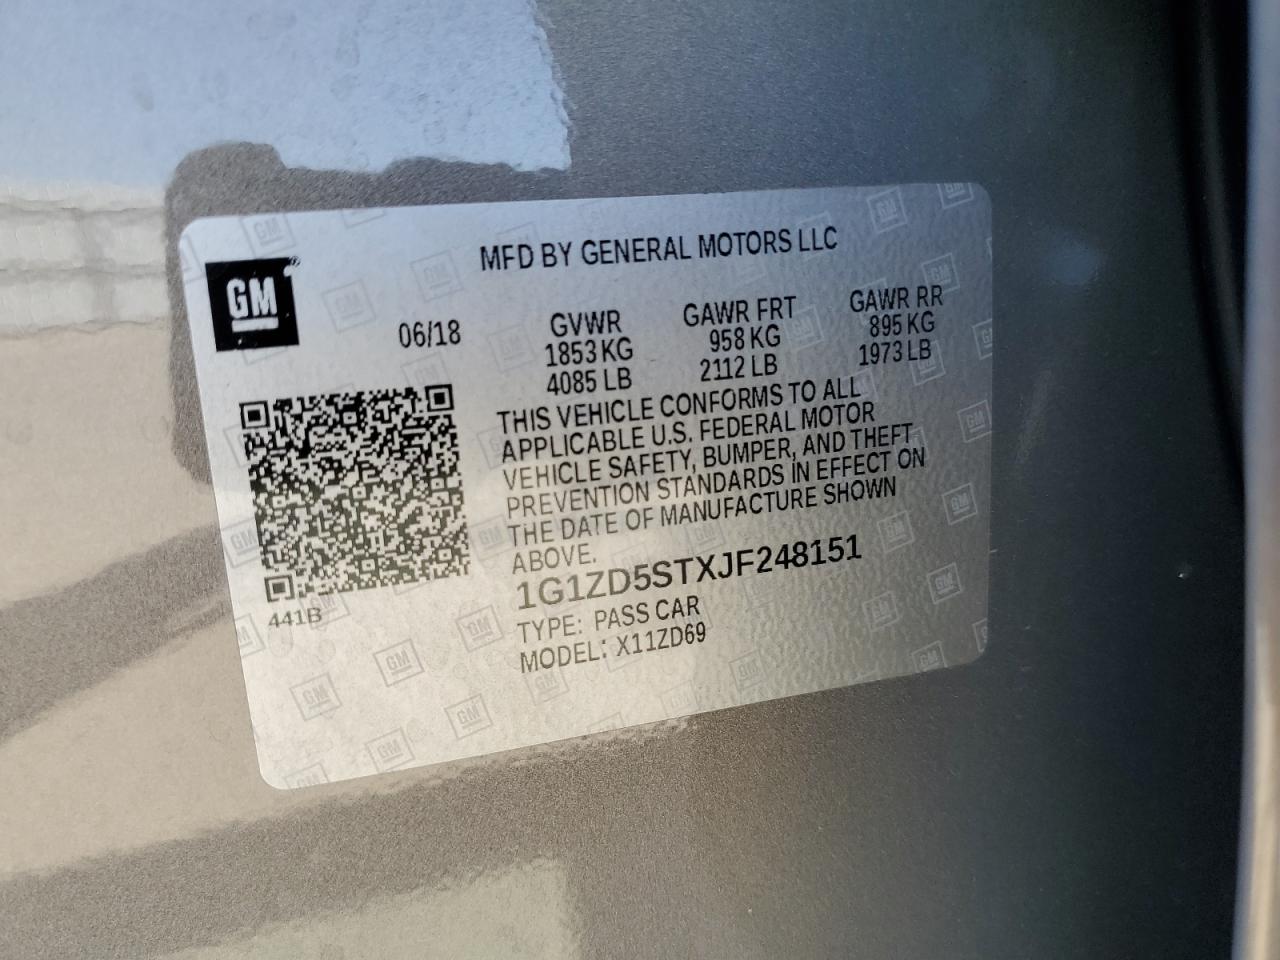 MFD BY GENERAL MOTORS LLC
GM
06/18
GVWR GAWR FRT GAWR RR
1853 KG 958 KG 895 KG
4085 LB 2112 LB 1973 LB
THIS VEHICLE CONFORMS TO ALL
APPLICABLE U.S. FEDERAL MOTOR
VEHICLE SAFETY, BUMPER, AND THEFT
PREVENTION STANDARDS IN EFFECT ON
THE DATE OF MANUFACTURE SHOWN
ABOVE.
1G1ZD5STXJF248151
441B
TYPE: PASS CAR
MODEL: X11ZD69